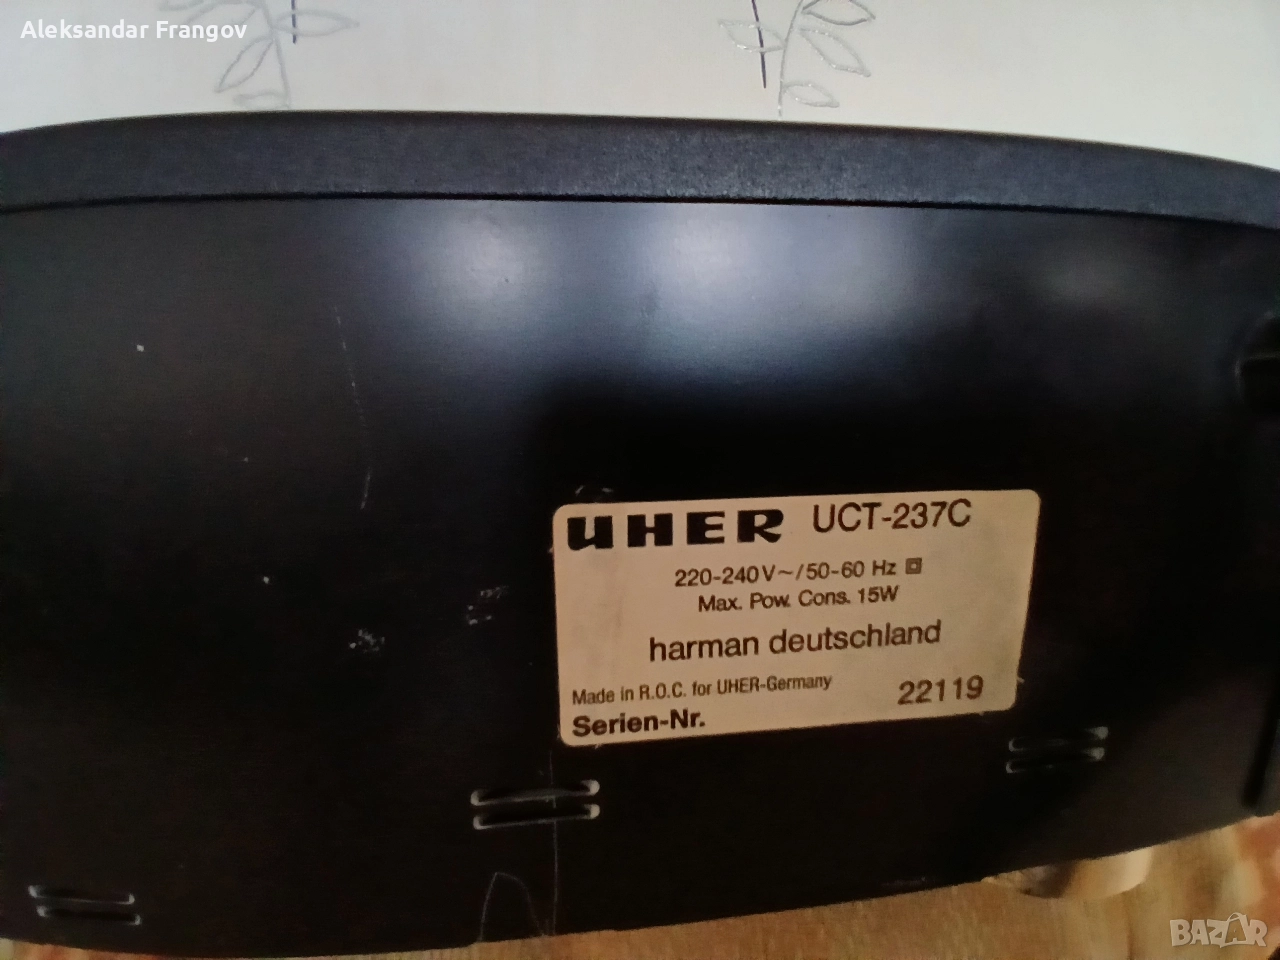 Aleksandar Frangov
UHER UCT-237C
220-240V~/50-60 Hz
Max. Pow. Cons. 15W
harman deutschland
Made in R.O.C. for UHER-Germany
22119
Serien-Nr.
BAZAR